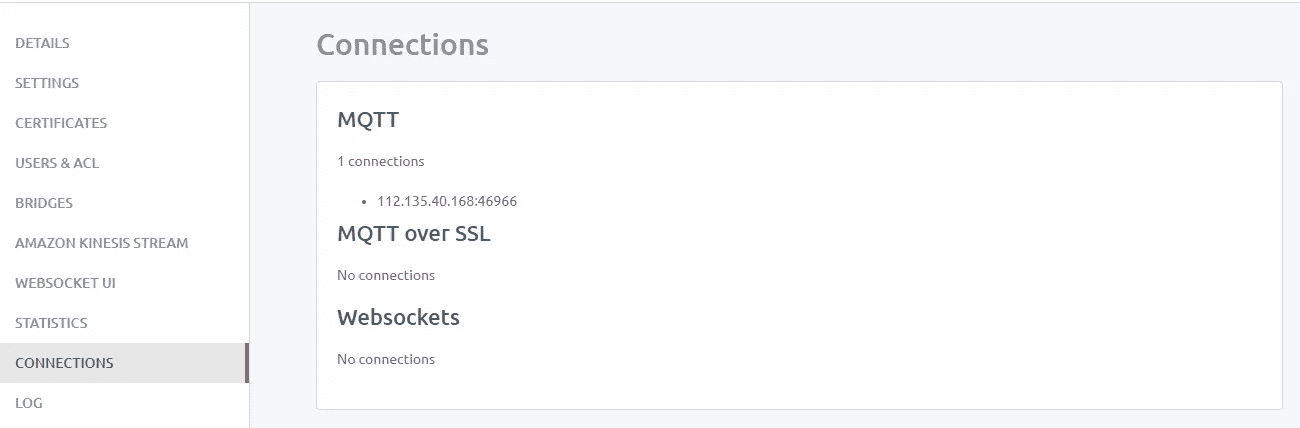 DETAILS
SETTINGS
CERTIFICATES
USERS & ACL
BRIDGES
AMAZON KINESIS STREAM
WEBSOCKET UI
STATISTICS
CONNECTIONS
LOG
Connections
MQTT
1 connections
• 112.135.40.168:46966
MQTT over SSL
No connections
Websockets
No connections